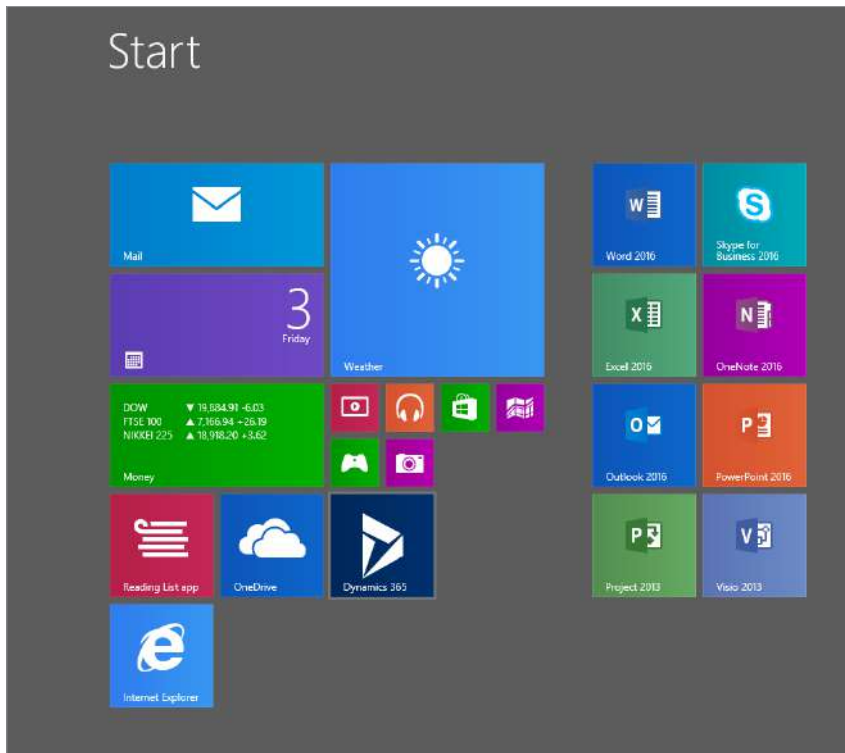 Start
Mail
3
Friday
DOW ▼ 19,884.91 -6.03
FTSE 100 ▲ 7,166.94 +26.19
NIKKEI 225 ▲ 18,918.20 +3.62
Money
Weather
Reading List app
OneDrive
Dynamics 365
Internet Explorer
W
Word 2016
S
Skype for
Business 2016
X
Excel 2016
N
OneNote 2016
O
Outlook 2016
P
PowerPoint 2016
P
Project 2013
V
Visio 2013